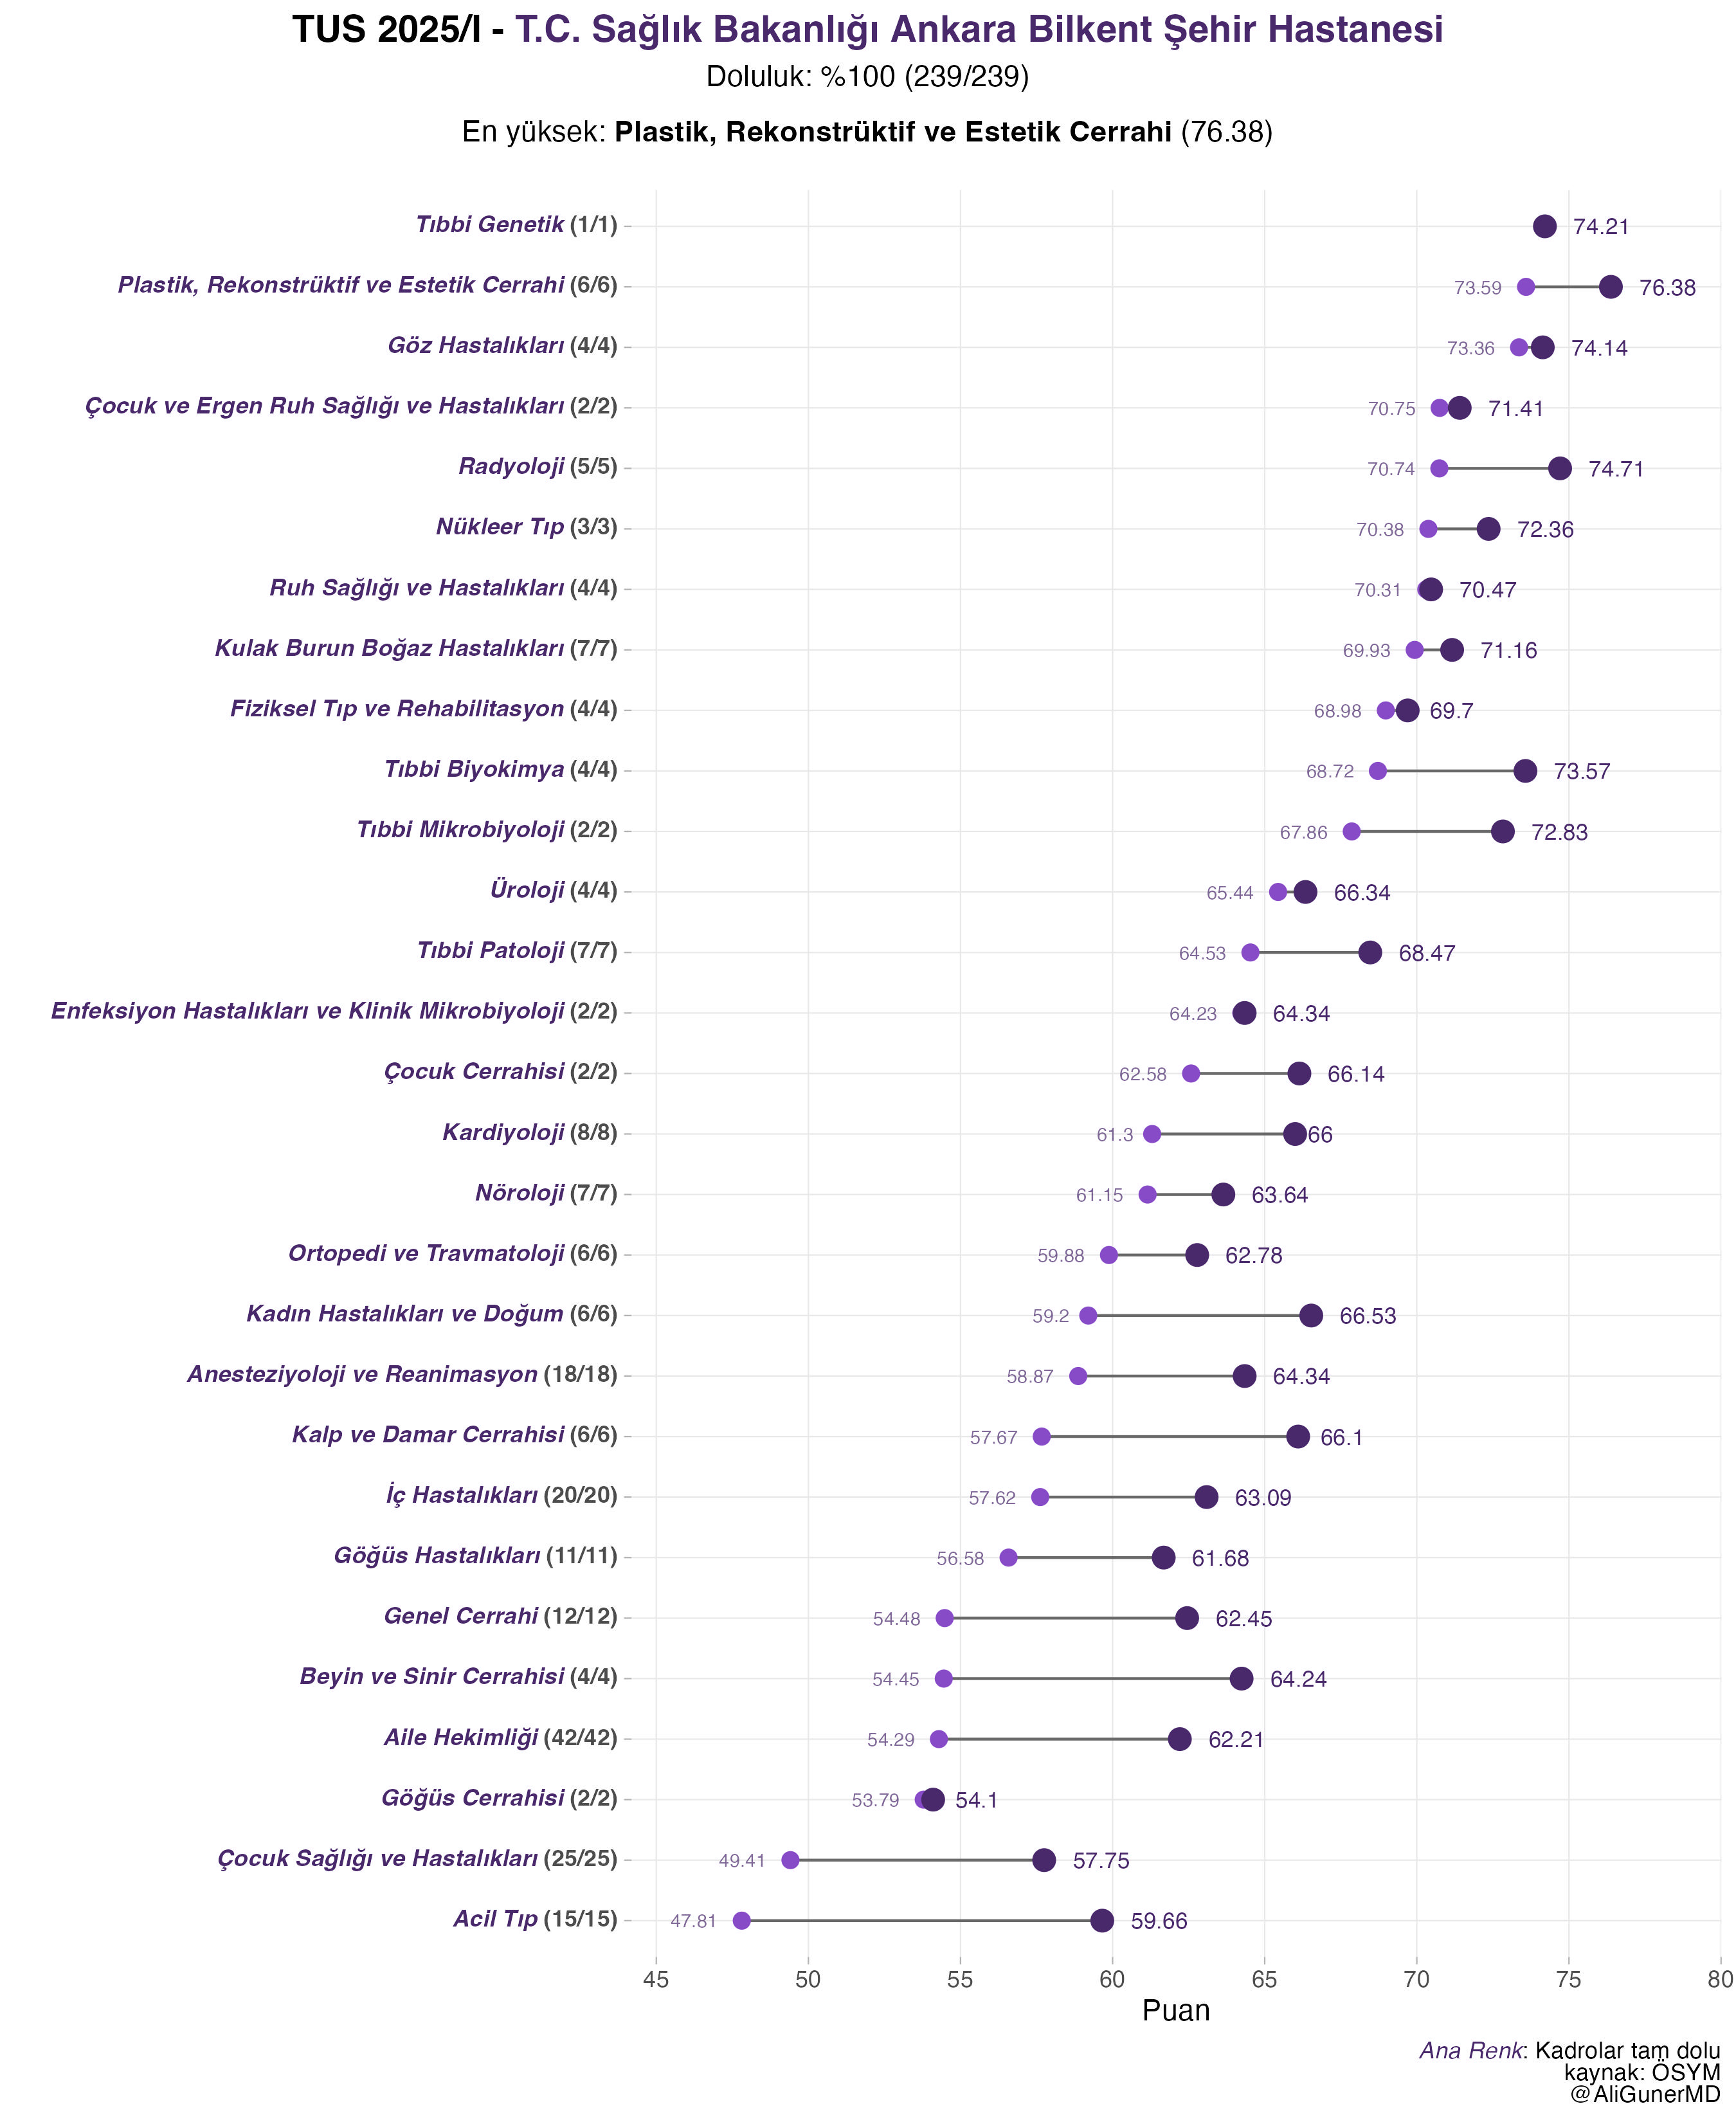 TUS 2025/I - T.C. Sağlık Bakanlığı Ankara Bilkent Şehir Hastanesi
Doluluk: %100 (239/239)
En yüksek: Plastik, Rekonstrüktif ve Estetik Cerrahi (76.38)
Tıbbi Genetik (1/1) 74.21
Plastik, Rekonstrüktif ve Estetik Cerrahi (6/6) 73.59 76.38
Göz Hastalıkları (4/4) 73.36 74.14
Çocuk ve Ergen Ruh Sağlığı ve Hastalıkları (2/2) 70.75 71.41
Radyoloji (5/5) 70.74 74.71
Nükleer Tıp (3/3) 70.38 72.36
Ruh Sağlığı ve Hastalıkları (4/4) 70.31 70.47
Kulak Burun Boğaz Hastalıkları (7/7) 69.93 71.16
Fiziksel Tıp ve Rehabilitasyon (4/4) 68.98 69.7
Tıbbi Biyokimya (4/4) 68.72 73.57
Tıbbi Mikrobiyoloji (2/2) 67.86 72.83
Üroloji (4/4) 65.44 66.34
Tıbbi Patoloji (7/7) 64.53 68.47
Enfeksiyon Hastalıkları ve Klinik Mikrobiyoloji (2/2) 64.23 64.34
Çocuk Cerrahisi (2/2) 62.58 66.14
Kardiyoloji (8/8) 61.3 66
Nöroloji (7/7) 61.15 63.64
Ortopedi ve Travmatoloji (6/6) 59.88 62.78
Kadın Hastalıkları ve Doğum (6/6) 59.2 66.53
Anesteziyoloji ve Reanimasyon (18/18) 58.87 64.34
Kalp ve Damar Cerrahisi (6/6) 57.67 66.1
İç Hastalıkları (20/20) 57.62 63.09
Göğüs Hastalıkları (11/11) 56.58 61.68
Genel Cerrahi (12/12) 54.48 62.45
Beyin ve Sinir Cerrahisi (4/4) 54.45 64.24
Aile Hekimliği (42/42) 54.29 62.21
Göğüs Cerrahisi (2/2) 53.79 54.1
Çocuk Sağlığı ve Hastalıkları (25/25) 49.41 57.75
Acil Tıp (15/15) 47.81 59.66
45 50 55 60 65 70 75 80
Puan
Ana Renk: Kadrolar tam dolu
kaynak: ÖSYM
@AliGunerMD